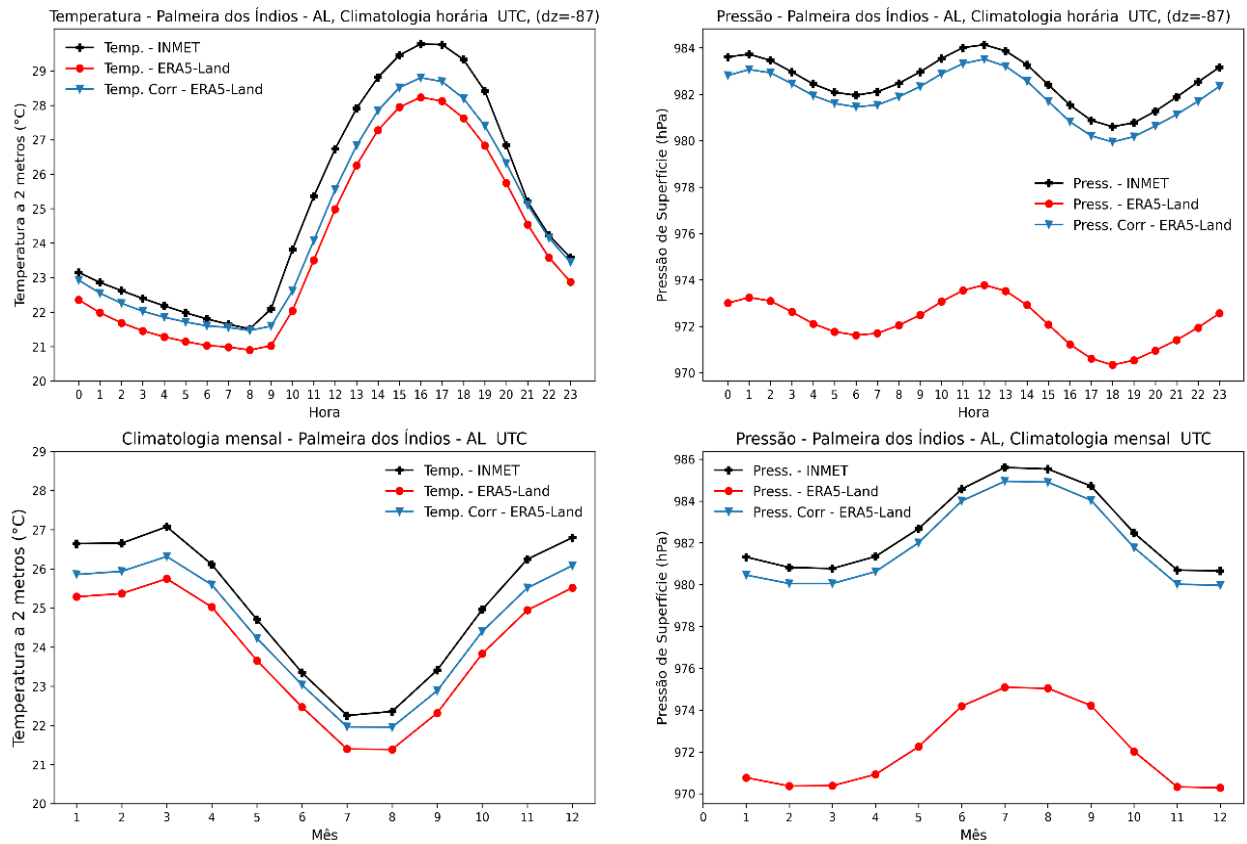 Temperatura - Palmeira dos Índios - AL, Climatologia horária  UTC, (dz=-87)
Temp. - INMET
Temp. - ERA5-Land
Temp. Corr - ERA5-Land
Temperatura a 2 metros (°C)
29
28
27
26
25
24
23
22
21
20
0 1 2 3 4 5 6 7 8 9 10 11 12 13 14 15 16 17 18 19 20 21 22 23
Hora
Pressão - Palmeira dos Índios - AL, Climatologia horária  UTC, (dz=-87)
Press. - INMET
Press. - ERA5-Land
Press. Corr - ERA5-Land
Pressão de Superfície (hPa)
984
982
980
978
976
974
972
970
0 1 2 3 4 5 6 7 8 9 10 11 12 13 14 15 16 17 18 19 20 21 22 23
Hora
Climatologia mensal - Palmeira dos Índios - AL  UTC
Temp. - INMET
Temp. - ERA5-Land
Temp. Corr - ERA5-Land
Temperatura a 2 metros (°C)
29
28
27
26
25
24
23
22
21
20
1 2 3 4 5 6 7 8 9 10 11 12
Mês
Pressão - Palmeira dos Índios - AL, Climatologia mensal  UTC
Press. - INMET
Press. - ERA5-Land
Press. Corr - ERA5-Land
Pressão de Superfície (hPa)
986
984
982
980
978
976
974
972
970
0 1 2 3 4 5 6 7 8 9 10 11 12
Mês